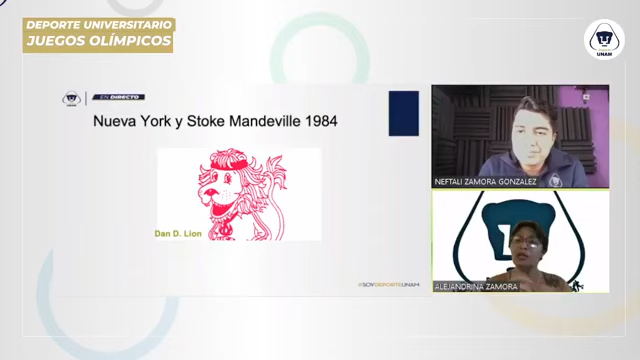 DEPORTE UNIVERSITARIO
JUEGOS OLÍMPICOS
UNAM
EN DIRECTO
Nueva York y Stoke Mandeville 1984
Dan D. Lion
#SOYDEPORTEUNAM
NEFTALI ZAMORA GONZALEZ
ALEJANDRINA ZAMORA